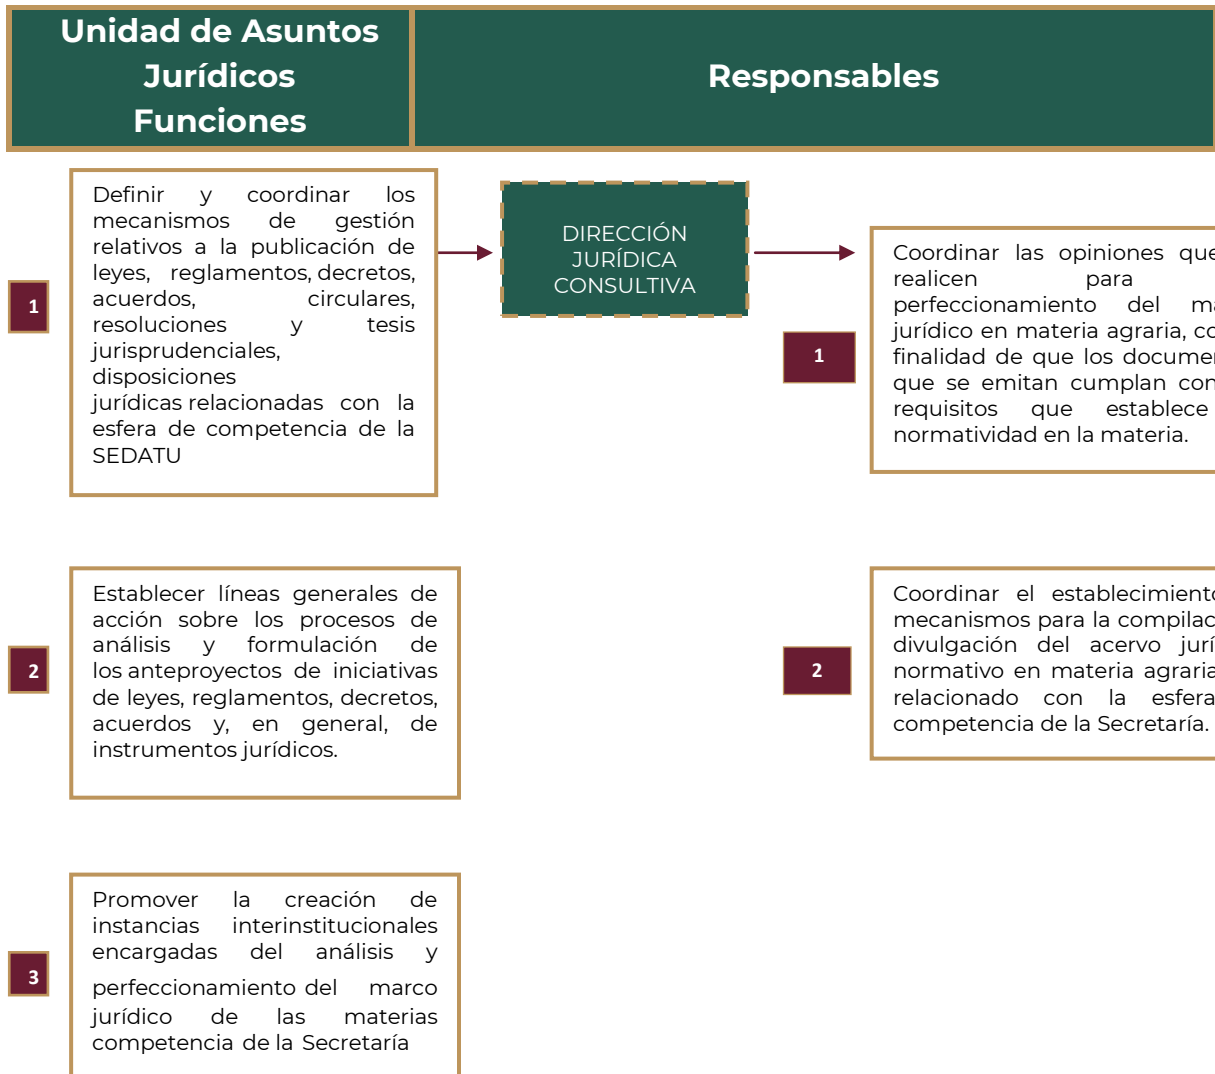 Unidad de Asuntos
Jurídicos
Funciones
Responsables
1
Definir y coordinar los
mecanismos de gestión
relativos a la publicación de
leyes, reglamentos, decretos,
acuerdos, circulares,
resoluciones y tesis
jurisprudenciales,
disposiciones
jurídicas relacionadas con la
esfera de competencia de la
SEDATU
DIRECCIÓN
JURÍDICA
CONSULTIVA
1
Coordinar las opiniones que
realicen para
perfeccionamiento del
jurídico en materia agraria,
finalidad de que los
que se emitan cumplan con
requisitos que establece
normatividad en la materia.
2
Establecer líneas generales de
acción sobre los procesos de
análisis y formulación de
los anteproyectos de iniciativas
de leyes, reglamentos, decretos,
acuerdos y, en general, de
instrumentos jurídicos.
2
Coordinar el
mecanismos para la
divulgación del acervo
normativo en materia agraria
relacionado con la esfera
competencia de la Secretaría.
3
Promover la creación de
instancias interinstitucionales
encargadas del análisis y
perfeccionamiento del marco
jurídico de las materias
competencia de la Secretaría